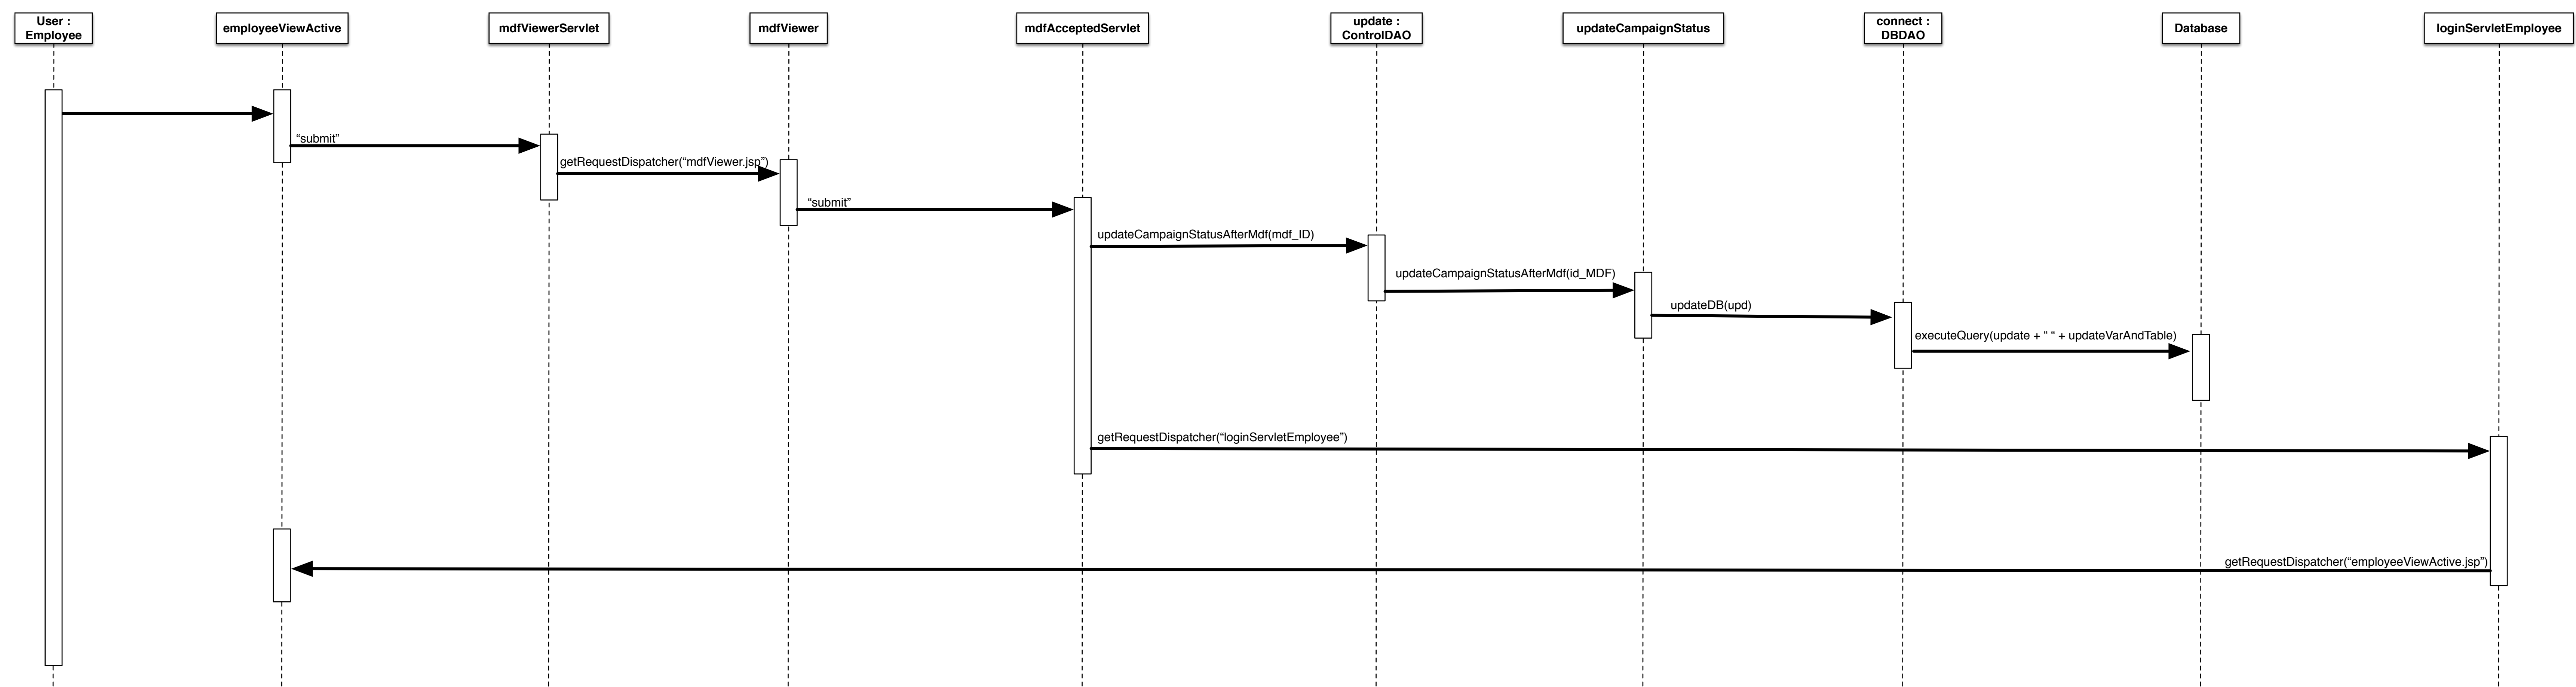 User :
Employee
employeeViewActive
mdfViewerServlet
mdfViewer
mdfAcceptedServlet
update :
ControlDAO
updateCampaignStatus
connect :
DBDAO
Database
loginServletEmployee
“submit”
getRequestDispatcher(“mdfViewer.jsp”)
“submit”
updateCampaignStatusAfterMdf(mdf_ID)
updateCampaignStatusAfterMdf(id_MDF)
updateDB(upd)
executeQuery(update + “ “ + updateVarAndTable)
getRequestDispatcher(“loginServletEmployee”)
getRequestDispatcher(“employeeViewActive.jsp”)